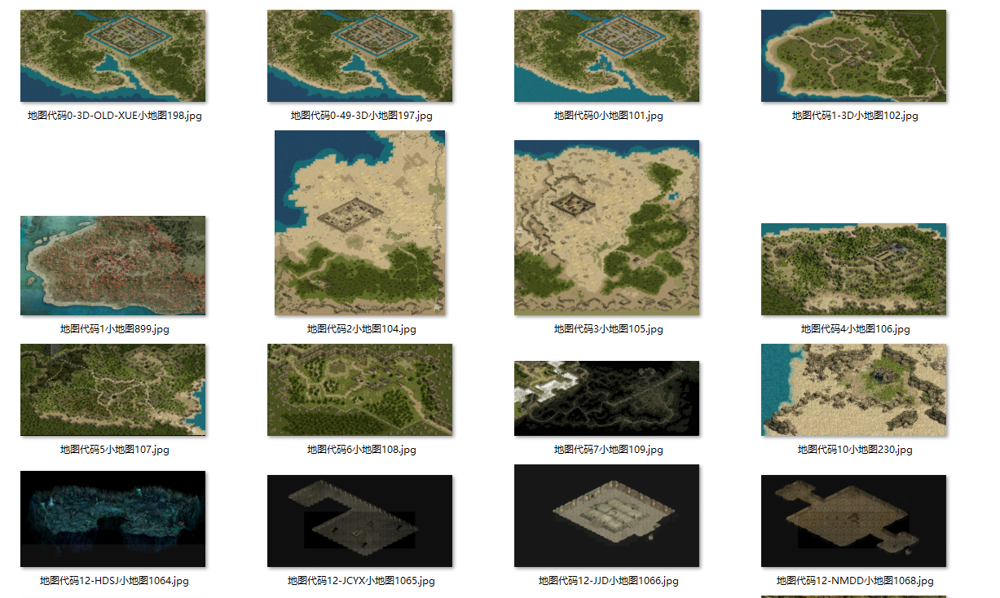 地图代码0-3D-OLD-XUE小地图198.jpg
地图代码0-49-3D小地图197.jpg
地图代码0小地图101.jpg
地图代码1-3D小地图102.jpg
地图代码1小地图899.jpg
地图代码2小地图104.jpg
地图代码3小地图105.jpg
地图代码4小地图106.jpg
地图代码5小地图107.jpg
地图代码6小地图108.jpg
地图代码7小地图109.jpg
地图代码10小地图230.jpg
地图代码12-HDSJ小地图1064.jpg
地图代码12-JCYX小地图1065.jpg
地图代码12-JJD小地图1066.jpg
地图代码12-NMDD小地图1068.jpg